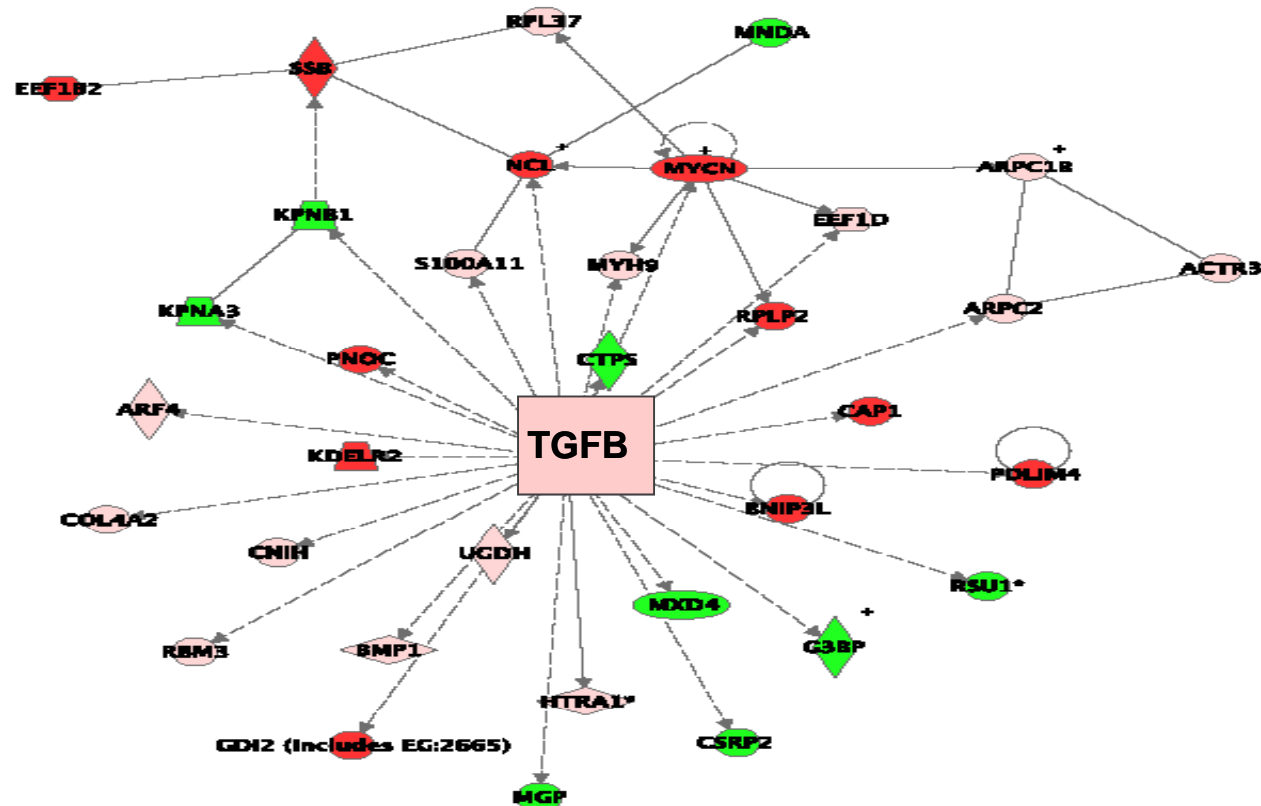 RPL37
MNDA
SSB
EEF1B2
+
NCL
+
MYCN
+
ARPC1B
KPNB1
EEF1D
S100A11
MYH9
ACTR3
KPNA3
ARPC2
RPLP2
PNOC
CTPS
ARF4
CAP1
TGFB
KDELR2
PDLIM4
BNIP3L
COL4A2
CNIH
UGDH
RSU1*
MXD4
+
G3BP
RBM3
BMP1
HTRA1*
GDI2 (includes EG:2665)
CSRP2
MGP